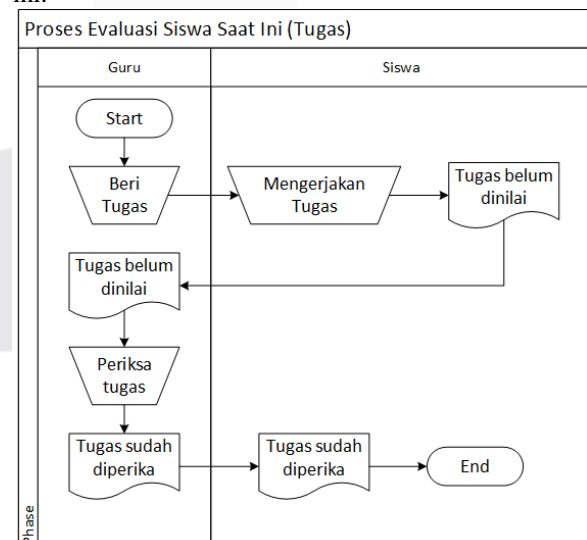 ini.
Proses Evaluasi Siswa Saat Ini (Tugas)
Guru
Siswa
Start
Beri
Tugas
Mengerjakan
Tugas
Tugas belum
dinilai
Tugas belum
dinilai
Periksa
tugas
Tugas sudah
diperika
Tugas sudah
diperika
End
Phase